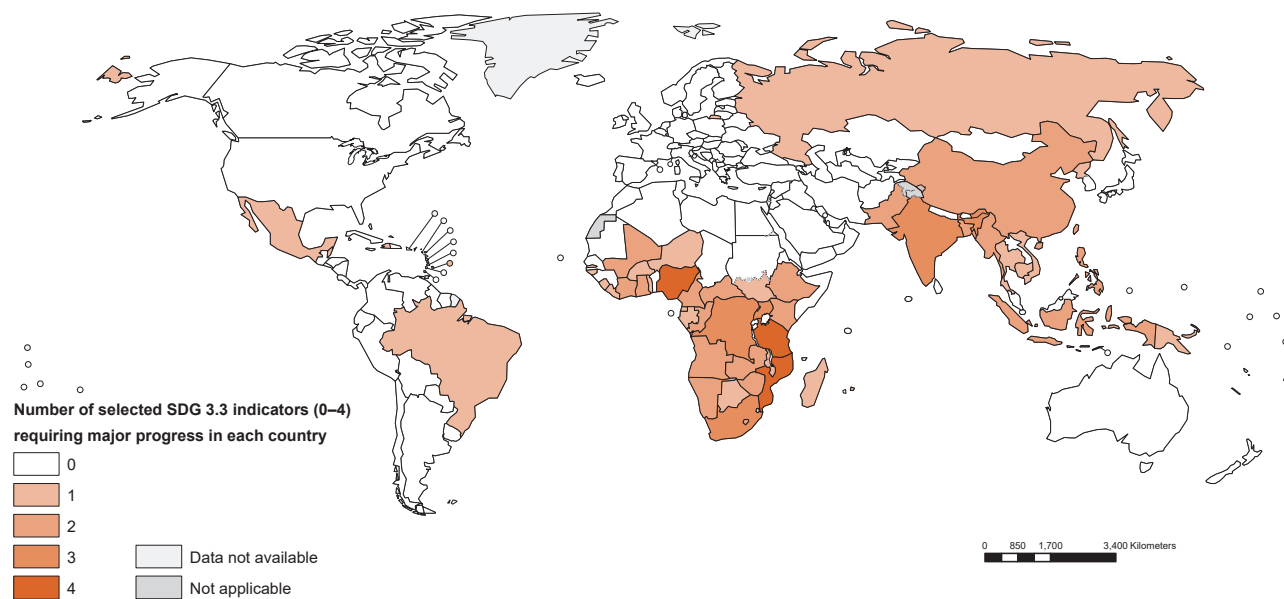 Number of selected SDG 3.3 indicators (0–4)
requiring major progress in each country
0
1
2
3
4
Data not available
Not applicable
0 850 1,700 3,400 Kilometers